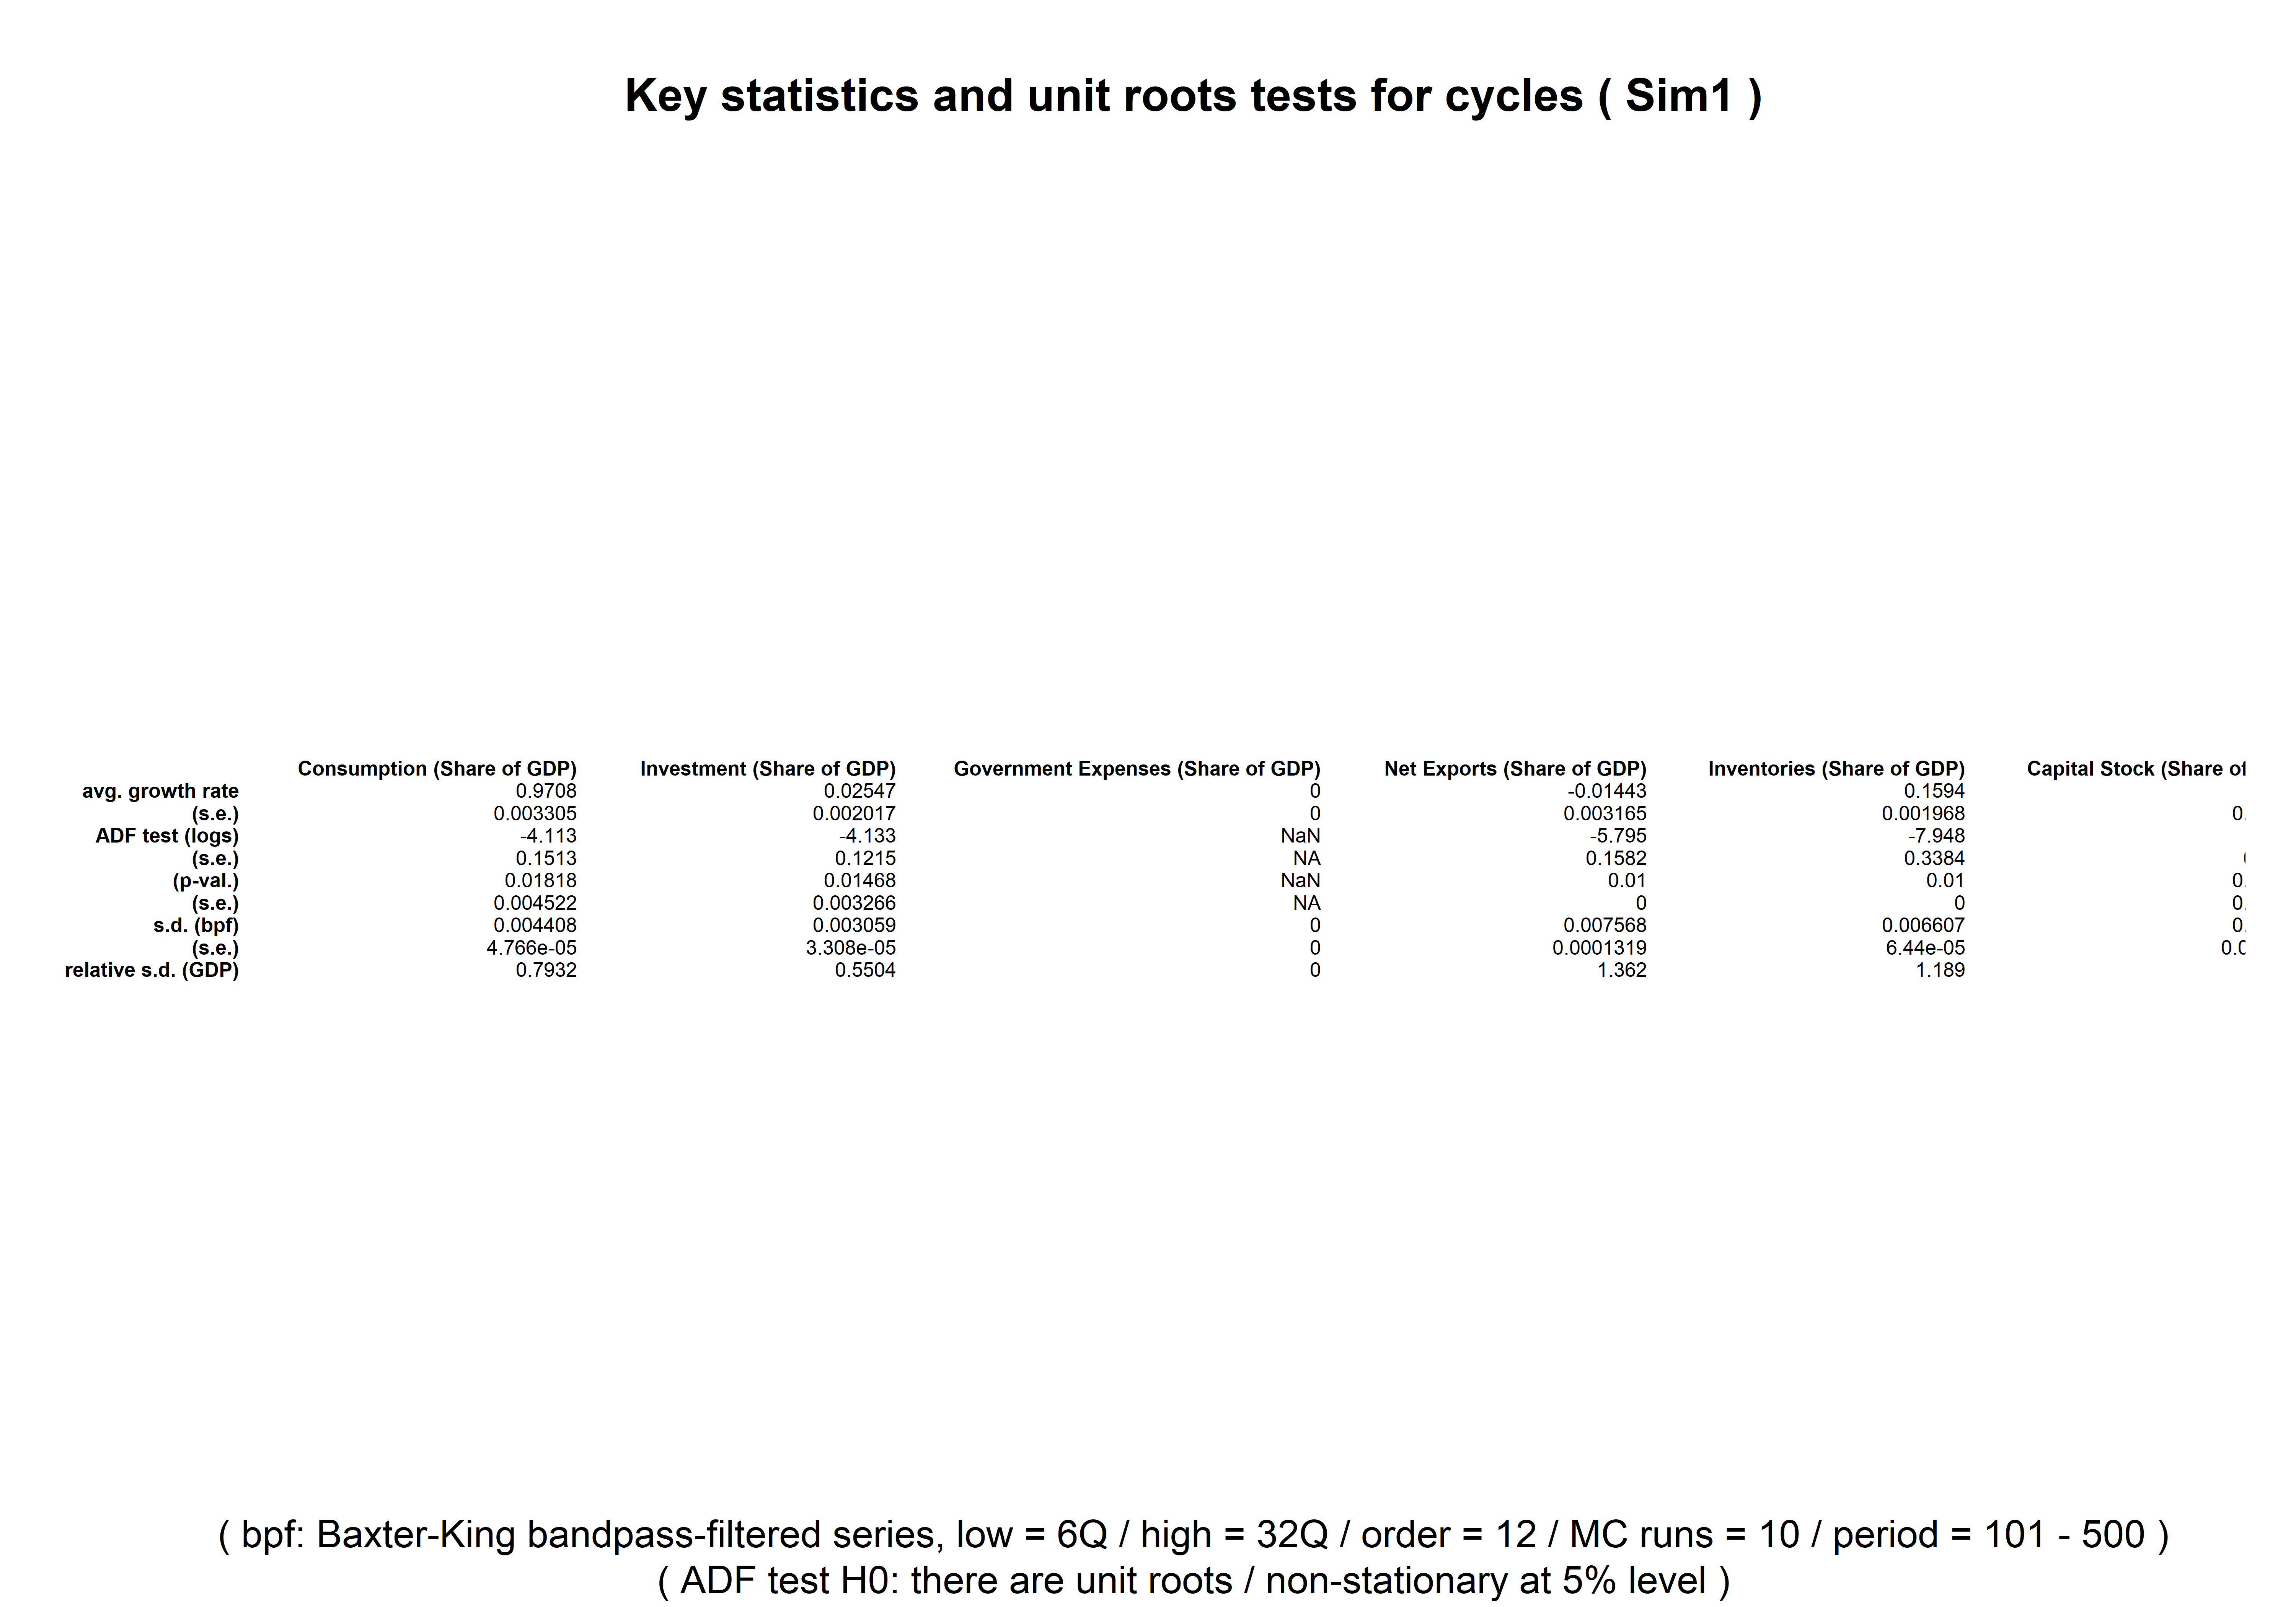 Key statistics and unit roots tests for cycles ( Sim1 )
Consumption (Share of GDP) Investment (Share of GDP) Government Expenses (Share of GDP) Net Exports (Share of GDP) Inventories (Share of GDP) Capital Stock (Share of
avg. growth rate 0.9708 0.02547 0 -0.01443 0.1594
(s.e.) 0.003305 0.002017 0 0.003165 0.001968 0.
ADF test (logs) -4.113 -4.133 NaN -5.795 -7.948
(s.e.) 0.1513 0.1215 NA 0.1582 0.3384
(p-val.) 0.01818 0.01468 NaN 0.01 0.01 0.
(s.e.) 0.004522 0.003266 NA 0 0 0.
s.d. (bpf) 0.004408 0.003059 0 0.007568 0.006607 0.
(s.e.) 4.766e-05 3.308e-05 0 0.0001319 6.44e-05 0.0
relative s.d. (GDP) 0.7932 0.5504 0 1.362 1.189
( bpf: Baxter-King bandpass-filtered series, low = 6Q / high = 32Q / order = 12 / MC runs = 10 / period = 101 - 500 )
( ADF test H0: there are unit roots / non-stationary at 5% level )